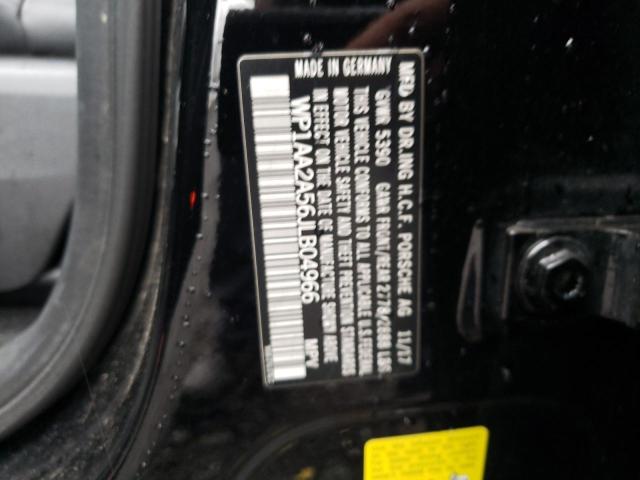 MFD BY DR.ING H.C.F. PORSCHE AG 11/17
GVWR 5390 GAWR FRONT/REAR 2778/2888 LBS
THIS VEHICLE CONFORMS TO ALL APPLICABLE U.S. FEDERAL
MOTOR VEHICLE SAFETY AND THEFT PREVENTION STANDARDS
IN EFFECT ON THE DATE OF MANUFACTURE SHOWN ABOVE
WP1AA2A56JLB04966 MPV
MADE IN GERMANY